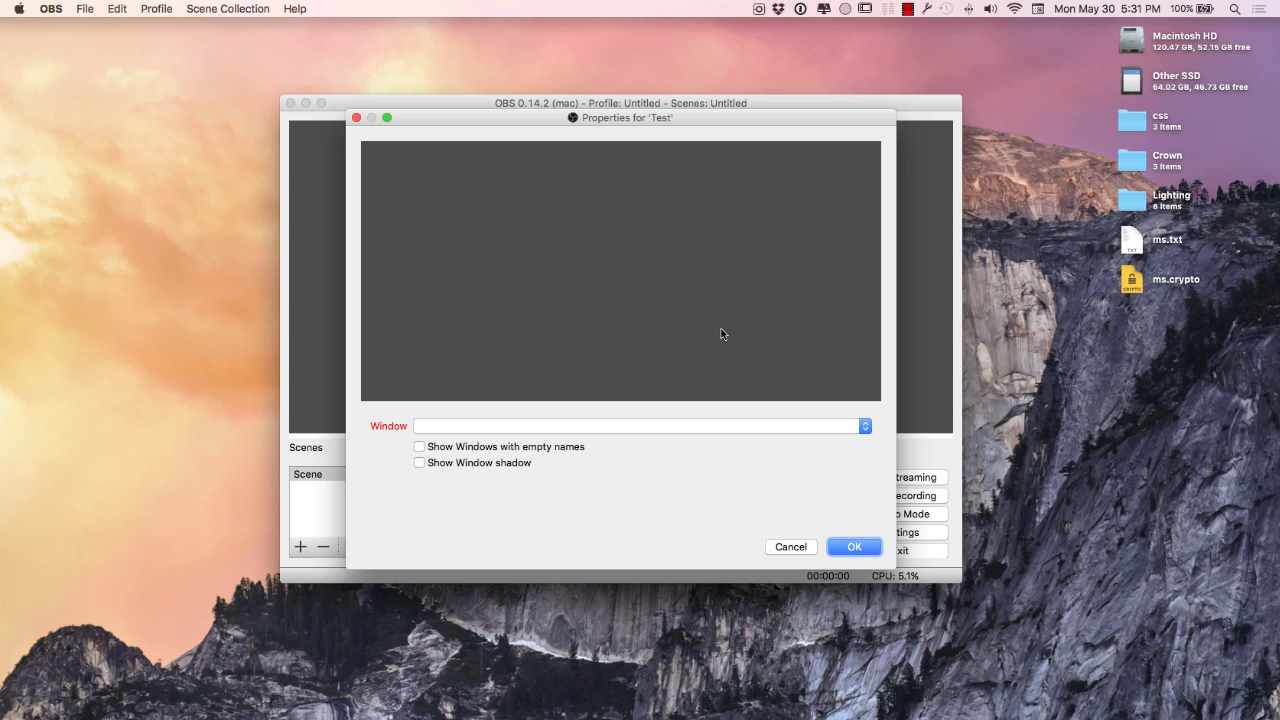 OBS File Edit Profile Scene Collection Help Mon May 30 5:31 PM 100%
Macintosh HD
120.47 GB, 52.15 GB free
Other SSD
64.02 GB, 46.73 GB free
css
3 items
Crown
3 items
Lighting
8 items
TXT
ms.txt
CRYPTO
ms.crypto
OBS 0.14.2 (mac) - Profile: Untitled - Scenes: Untitled
Properties for 'Test'
Window
Show Windows with empty names
Show Window shadow
Cancel OK
Scenes
Scene
treaming
ecording
o Mode
tings
xit
00:00:00 CPU: 5.1%